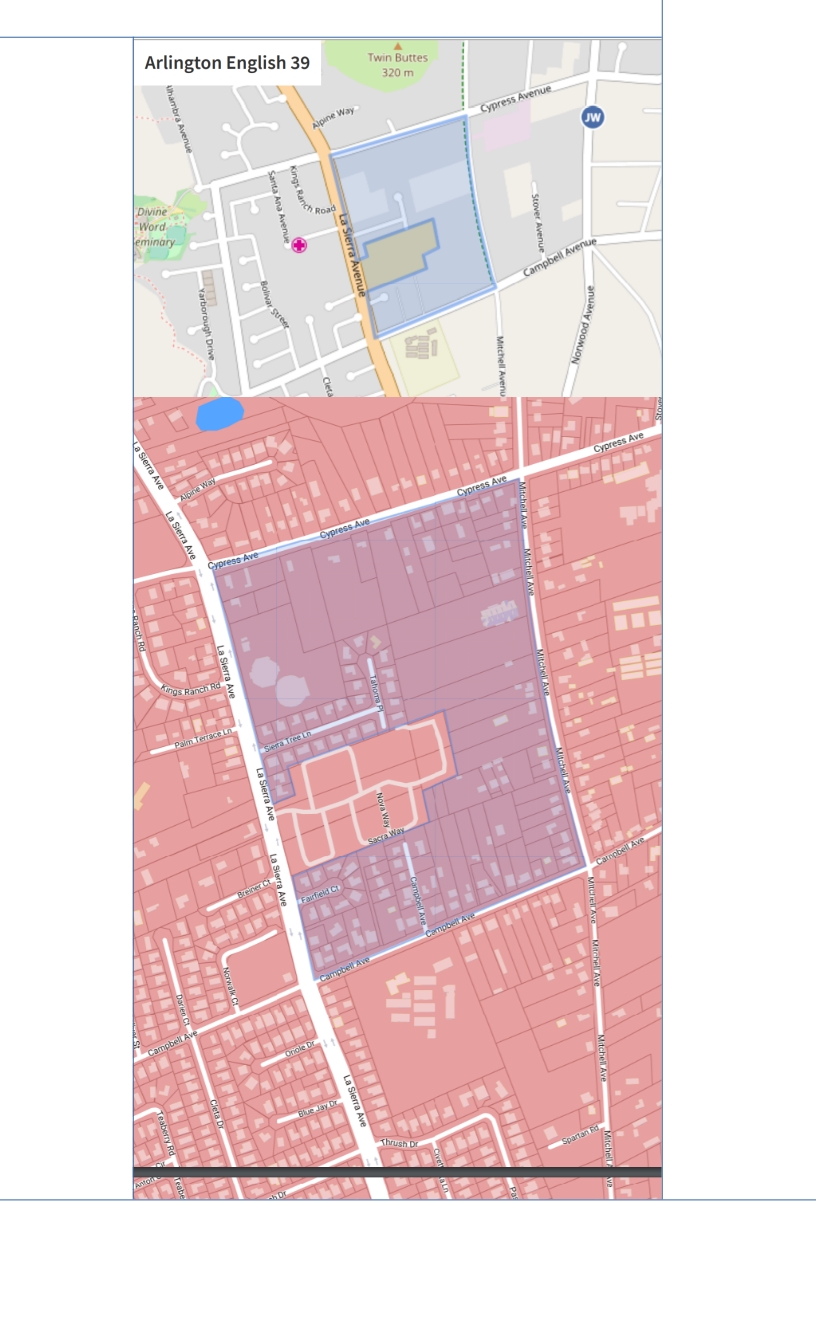 Arlington English 39
Twin Buttes
320 m
Cypress Avenue
JW
Alpine Way
Alhambra Avenue
Kings Ranch Road
Santa Ana Avenue
Divine
Word
eminary
La Sierra Avenue
Stover Avenue
Campbell Avenue
Bolivar Street
Yarborough Drive
Norwood Avenue
Mitchell Avenu
Cleta
La Sierra Ave
Cypress Ave
Alpine Way
Cypress Ave
Mitchell Ave
La Sierra Ave
Cypress Ave
Cypress Ave
Mitchell Ave
Ranch Rd
La Sierra Ave
Kings Ranch Rd
Tahoma Pl
Mitchell Ave
Palm Terrace Ln
Sierra Tree Ln
La Sierra Ave
Mitchell Ave
Nova Way
Sacra Way
La Sierra Ave
Campbell Ave
Breiner Ct
Fairfield Ct
Campbell Ave
Mitchell Ave
Campbell Ave
Norwalk Ct
Campbell Ave
Mitchell Ave
Darien Ct
Campbell Ave
Oriole Dr
Mitchell Ave
La Sierra Ave
Blue Jay Dr
Cleta Dr
Teaberry Rd
Thrush Dr
Spartan Rd
Mitchell A